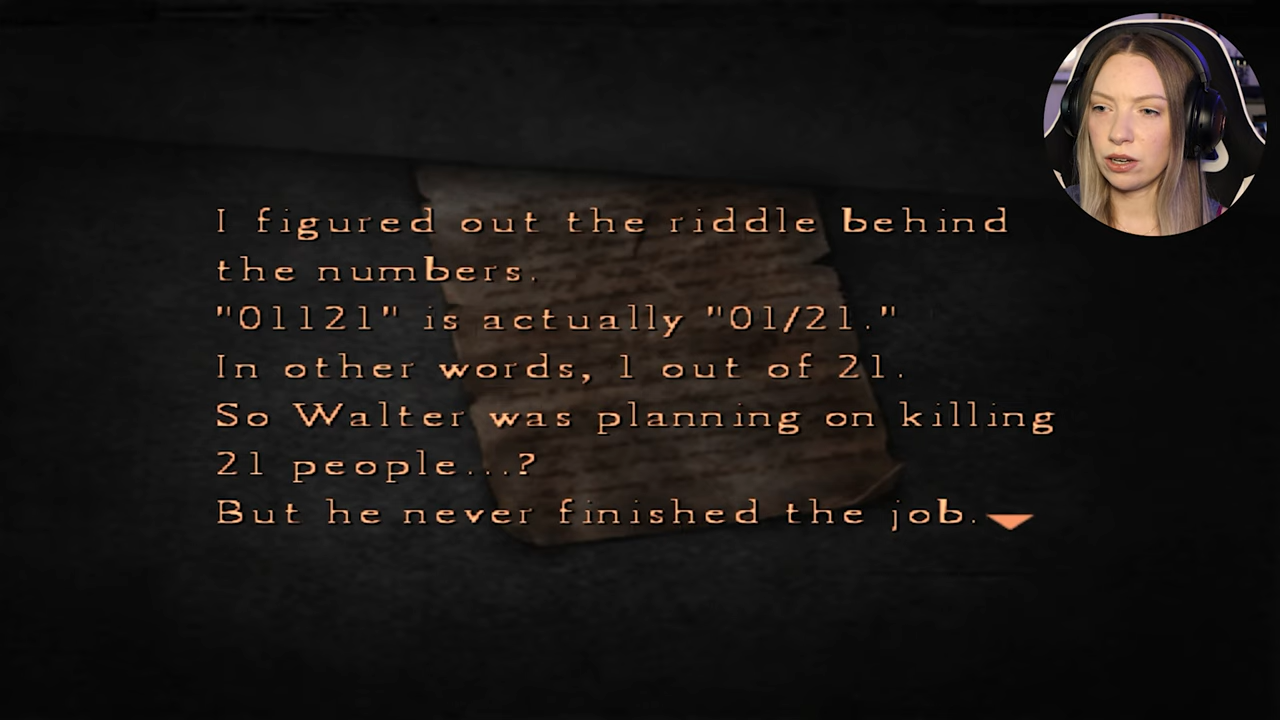 I figured out the riddle behind
the numbers.
"01121" is actually "01/21."
In other words, 1 out of 21.
So Walter was planning on killing
21 people...?
But he never finished the job.